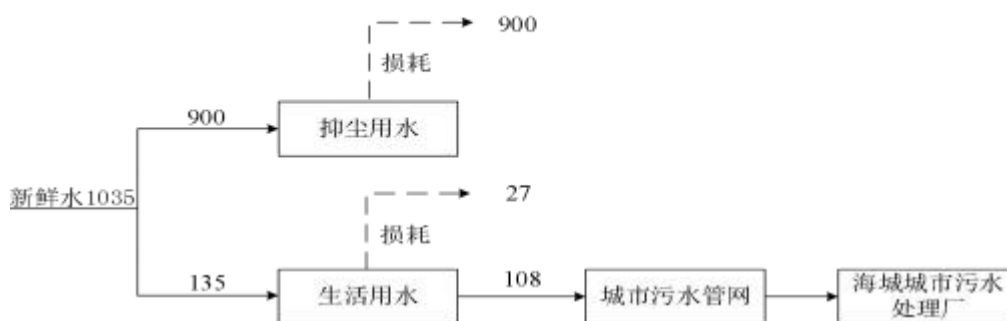 900
损耗
900
抑尘用水
新鲜水1035
27
损耗
135
生活用水
108
城市污水管网
海城城市污水
处理厂